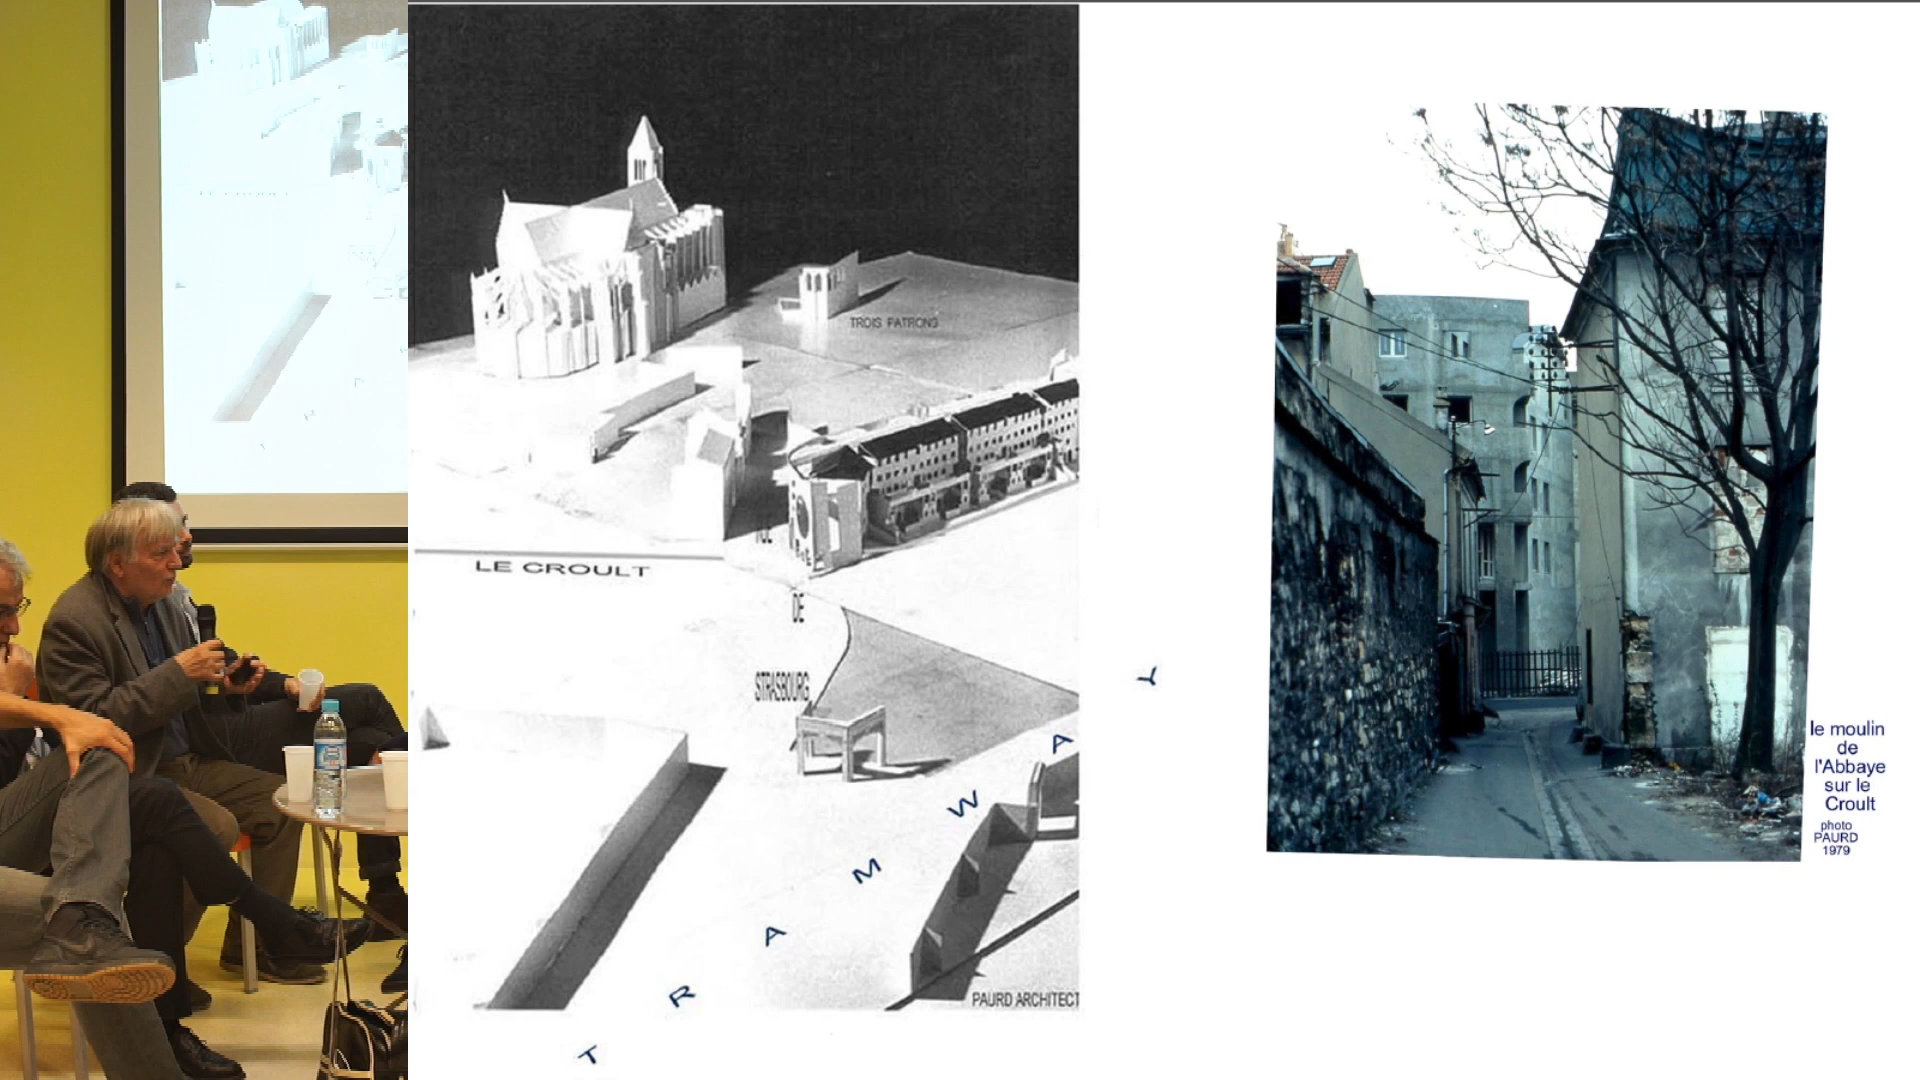 TROIS PATRONS
LE CROULT
RUE
DE
STRASBOURG
TRAMWAY
PAURD ARCHITECT
le moulin
de
l'Abbaye
sur le
Croult
photo
PAURD
1979